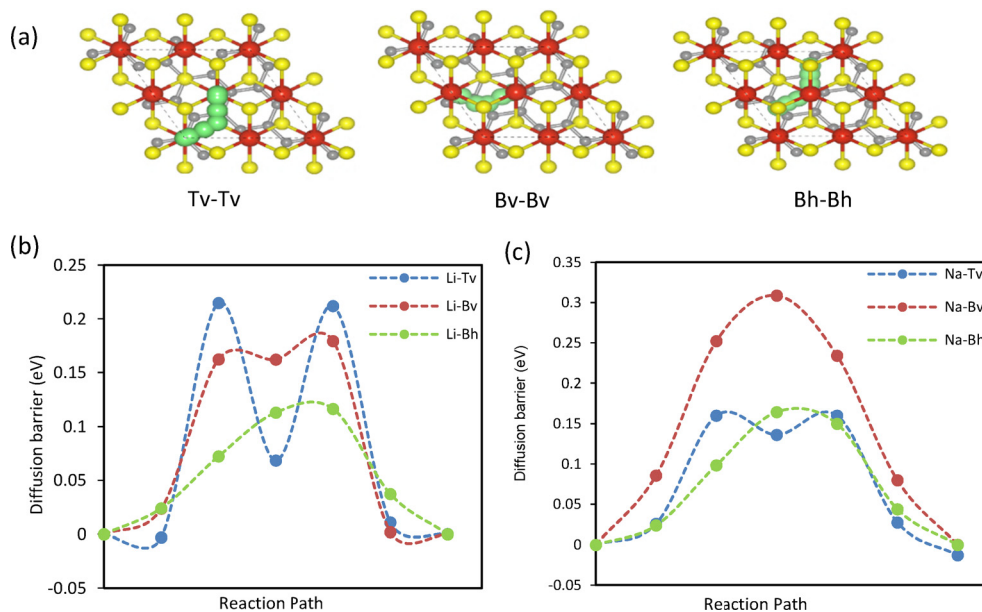 (a)
Tv-Tv
Bv-Bv
Bh-Bh
(b)
0.25
0.2
0.15
0.1
0.05
0
-0.05
Diffusion barrier (eV)
Li-Tv
Li-Bv
Li-Bh
Reaction Path
(c)
0.35
0.3
0.25
0.2
0.15
0.1
0.05
0
-0.05
Diffusion barrier (eV)
Na-Tv
Na-Bv
Na-Bh
Reaction Path